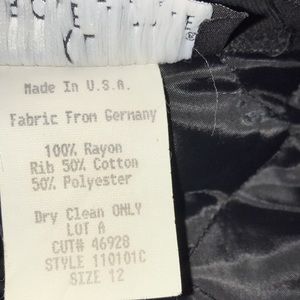 Made In U.S.A.
Fabric From Germany
100% Rayon
Rib 50% Cotton
50% Polyester
Dry Clean ONLY
LOT A
CUT# 46928
STYLE 110101C
SIZE 12